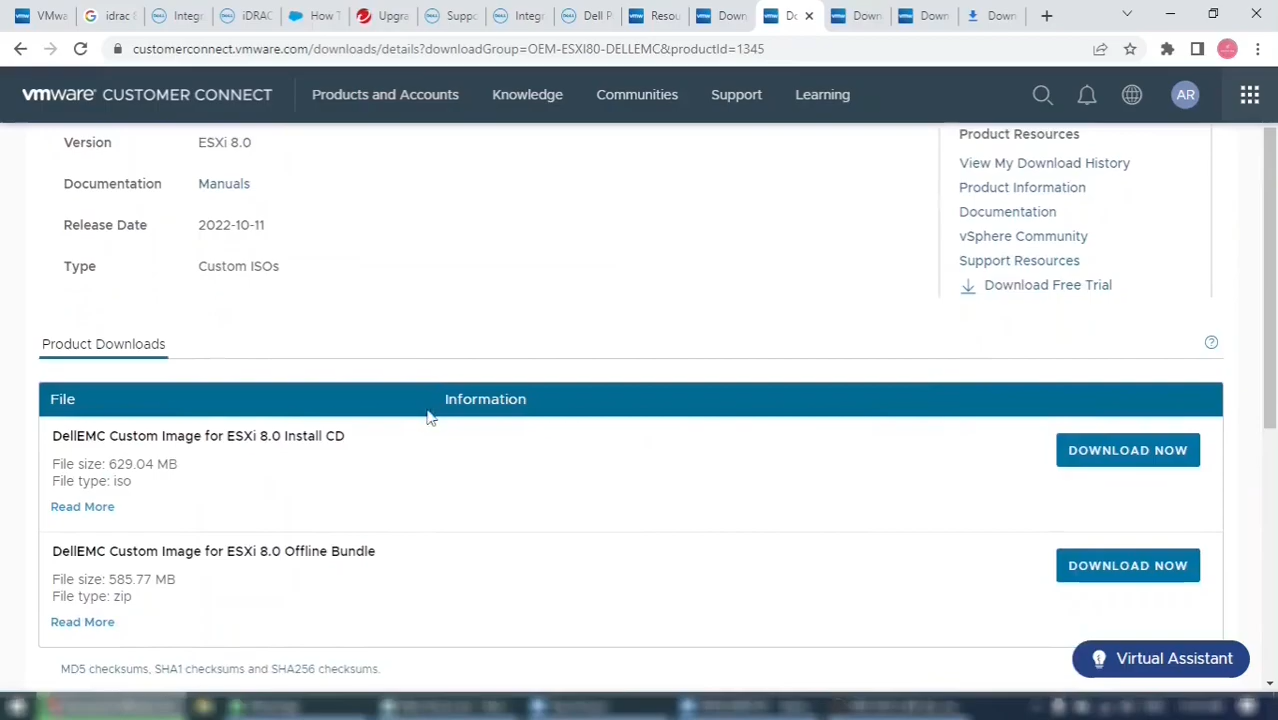 VMwa
idrac 8
Integr
iDRAC
How T
Upgra
Suppo
Integr
Dell P
Resou
Down
Do
Down
Down
Down
customerconnect.vmware.com/downloads/details?downloadGroup=OEM-ESXI80-DELLEMC&productId=1345
vmware® CUSTOMER CONNECT
Products and Accounts
Knowledge
Communities
Support
Learning
AR
Version
ESXi 8.0
Documentation
Manuals
Release Date
2022-10-11
Type
Custom ISOs
Product Resources
View My Download History
Product Information
Documentation
vSphere Community
Support Resources
Download Free Trial
Product Downloads
File
Information
DellEMC Custom Image for ESXi 8.0 Install CD
File size: 629.04 MB
File type: iso
Read More
DOWNLOAD NOW
DellEMC Custom Image for ESXi 8.0 Offline Bundle
File size: 585.77 MB
File type: zip
Read More
DOWNLOAD NOW
MD5 checksums, SHA1 checksums and SHA256 checksums.
Virtual Assistant